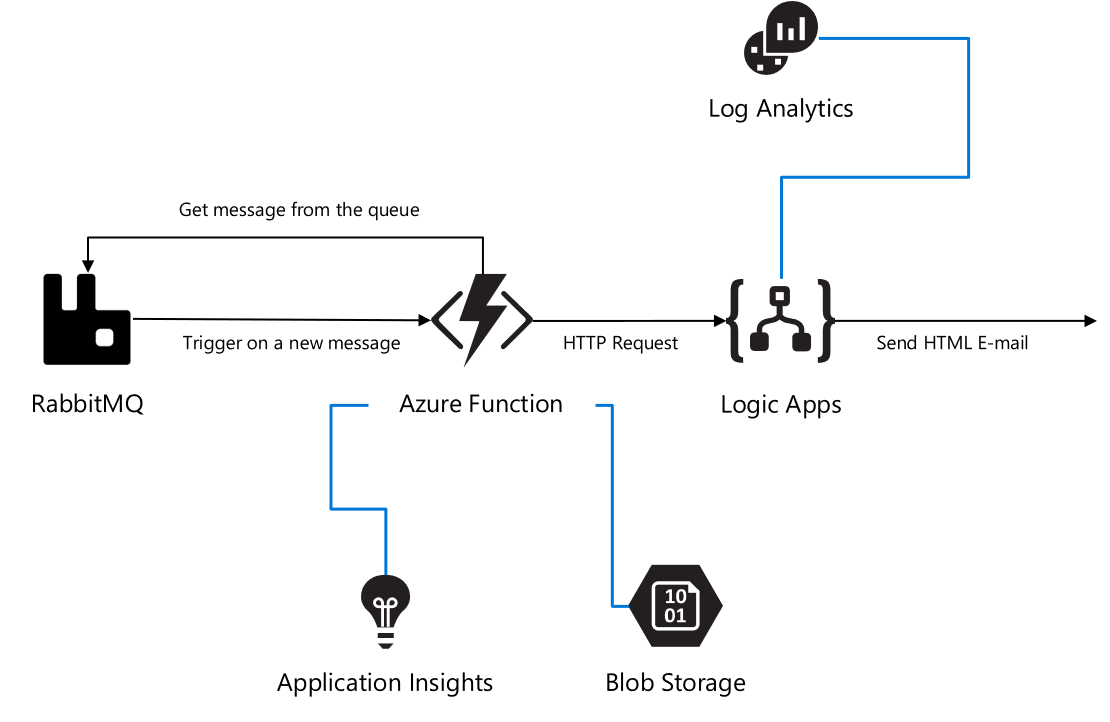 Log Analytics
Get message from the queue
Trigger on a new message
HTTP Request
Send HTML E-mail
RabbitMQ
Azure Function
Logic Apps
10
01
Application Insights
Blob Storage